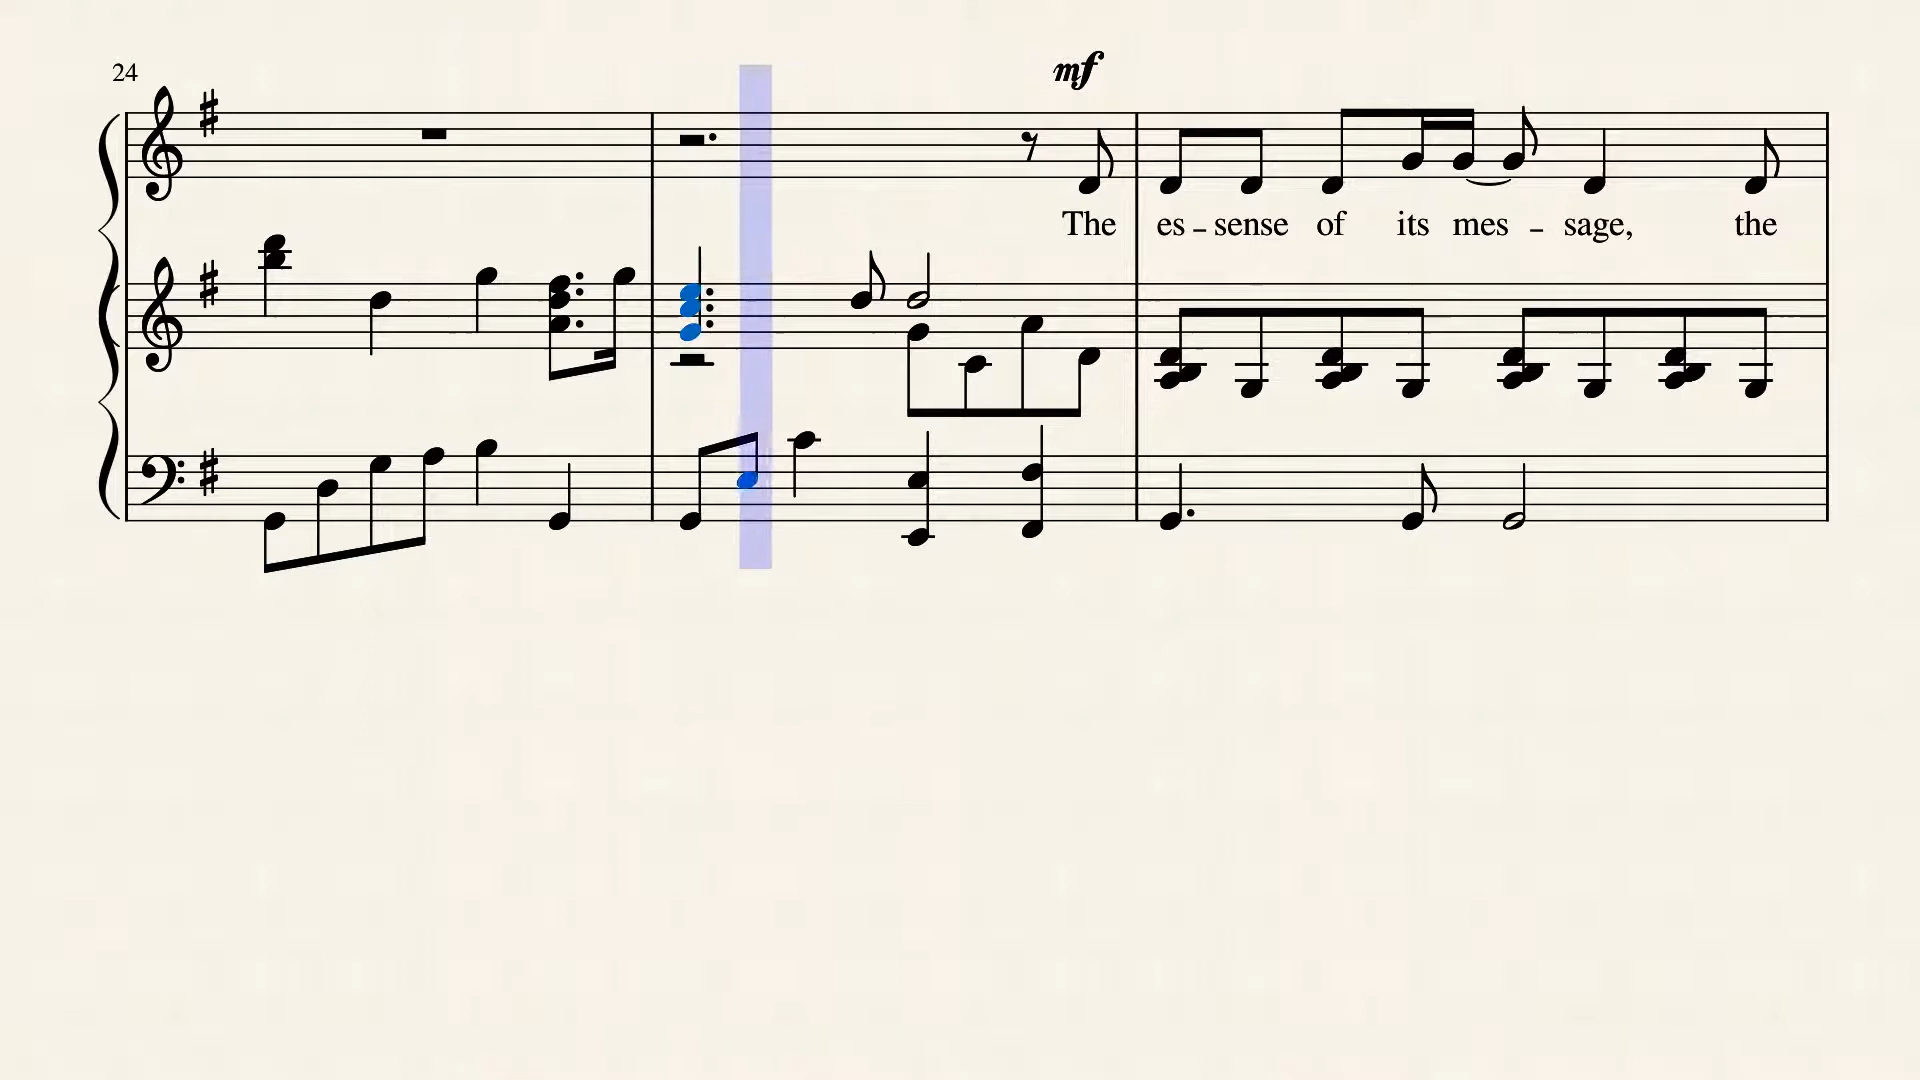 24
mf
The es - sense of its mes - sage, the